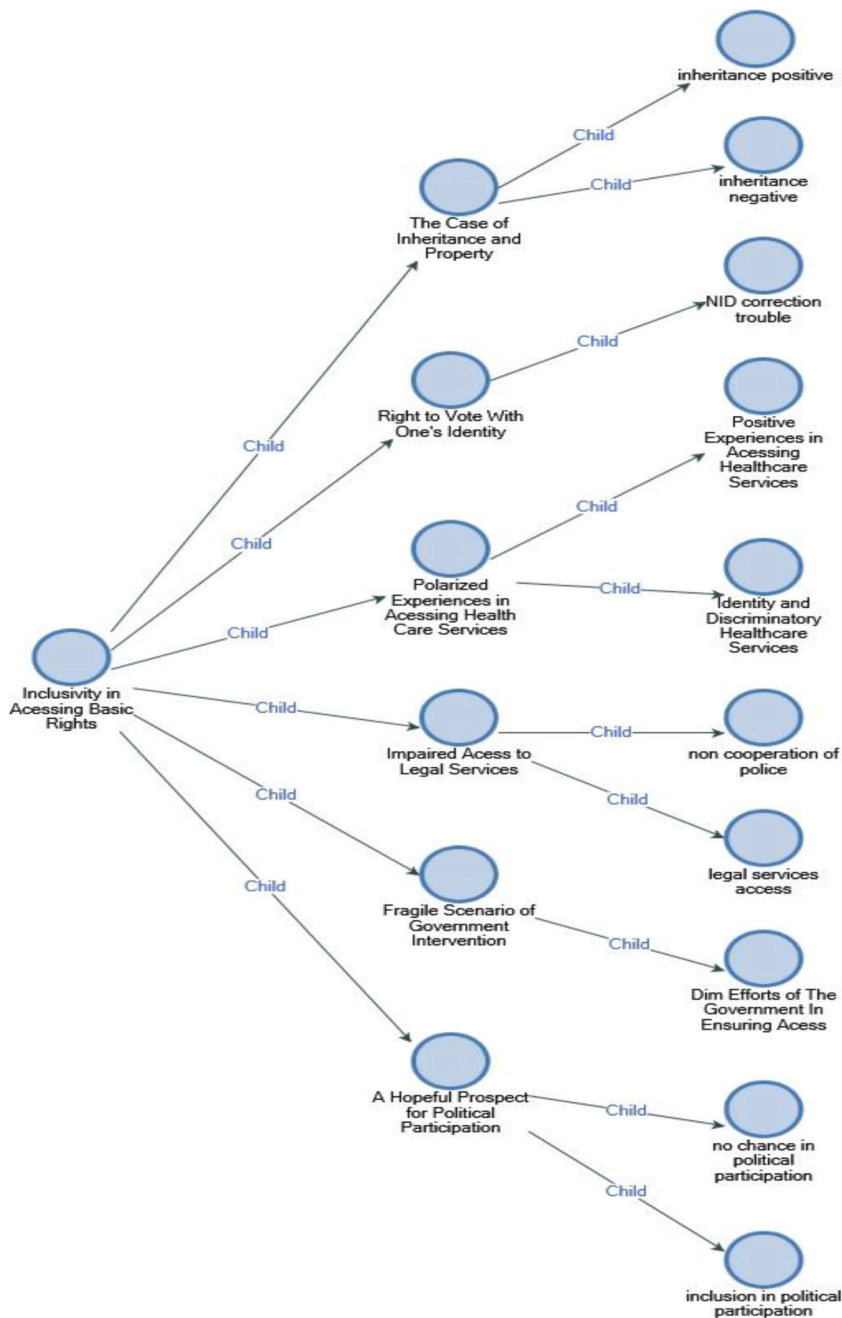 inheritance positive
Child
Child
inheritance
negative
The Case of
Inheritance and
Property
NID correction
trouble
Child
Right to Vote With
One's Identity
Positive
Experiences in
Acessing
Healthcare
Services
Child
Child
Child
Polarized
Experiences in
Acessing Health
Care Services
Child
Identity and
Discriminatory
Healthcare
Services
Child
Inclusivity in
Acessing Basic
Rights
Child
Impaired Acess to
Legal Services
Child
non cooperation of
police
Child
Child
legal services
access
Child
Fragile Scenario of
Government
Intervention
Child
Dim Efforts of The
Government In
Ensuring Acess
A Hopeful Prospect
for Political
Participation
Child
no chance in
political
participation
Child
inclusion in political
participation